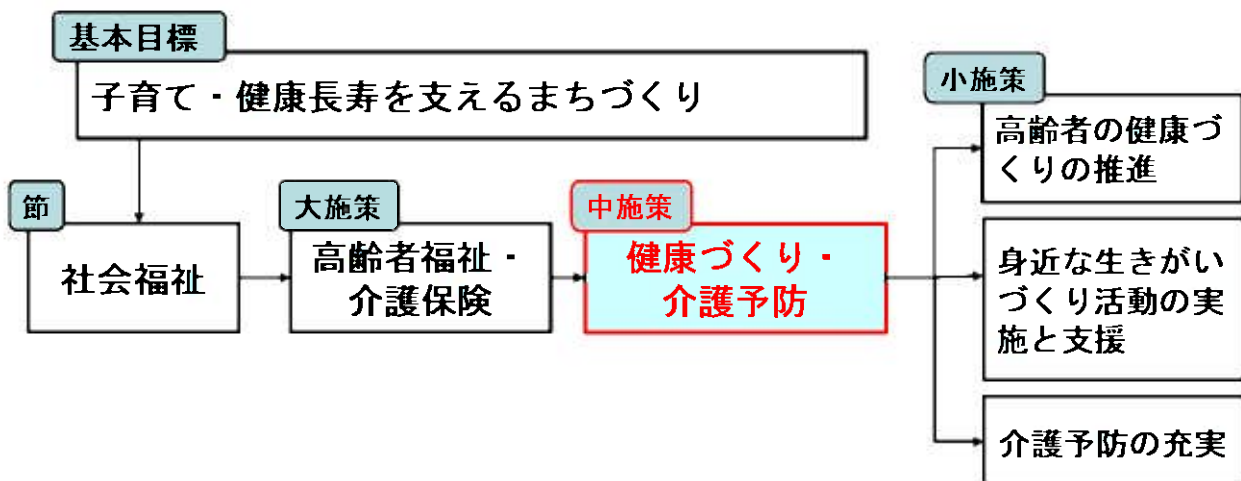 基本目標
子育て・健康長寿を支えるまちづくり
節
社会福祉
大施策
高齢者福祉・
介護保険
中施策
健康づくり・
介護予防
小施策
高齢者の健康づ
くりの推進
身近な生きがい
づくり活動の実
施と支援
介護予防の充実